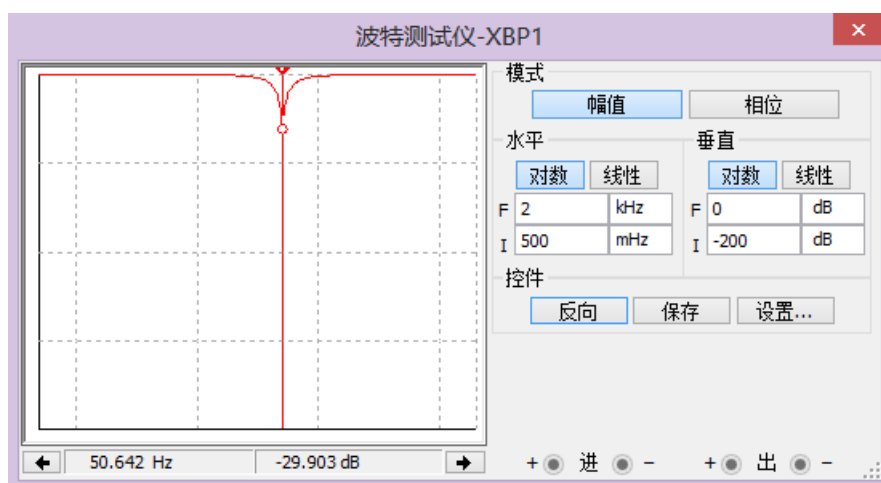 波特测试仪-XBP1
×
模式
幅值 相位
水平 垂直
对数 线性 对数 线性
F 2 kHz F 0 dB
I 500 mHz I -200 dB
控件
反向 保存 设置...
50.642 Hz -29.903 dB
+ 进 - + 出 -